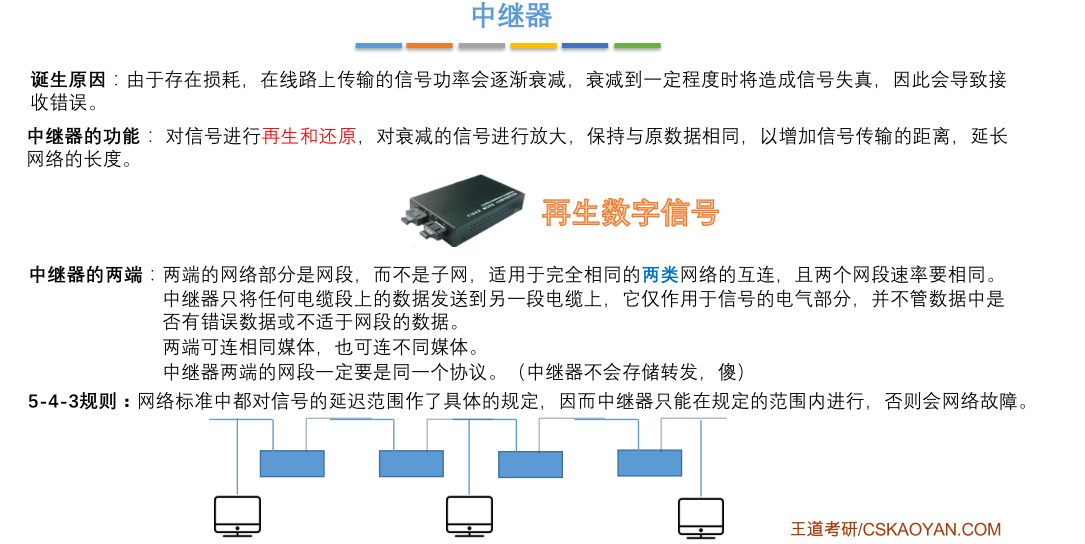 中继器
诞生原因：由于存在损耗，在线路上传输的信号功率会逐渐衰减，衰减到一定程度时将造成信号失真，因此会导致接
收错误。
中继器的功能： 对信号进行再生和还原，对衰减的信号进行放大，保持与原数据相同，以增加信号传输的距离，延长
网络的长度。
再生数字信号
中继器的两端：两端的网络部分是网段，而不是子网，适用于完全相同的两类网络的互连，且两个网段速率要相同。
中继器只将任何电缆段上的数据发送到另一段电缆上，它仅作用于信号的电气部分，并不管数据中是
否有错误数据或不适于网段的数据。
两端可连相同媒体，也可连不同媒体。
中继器两端的网段一定要是同一个协议。（中继器不会存储转发，傻）
5-4-3规则：网络标准中都对信号的延迟范围作了具体的规定，因而中继器只能在规定的范围内进行，否则会网络故障。
王道考研/CSKAOYAN.COM